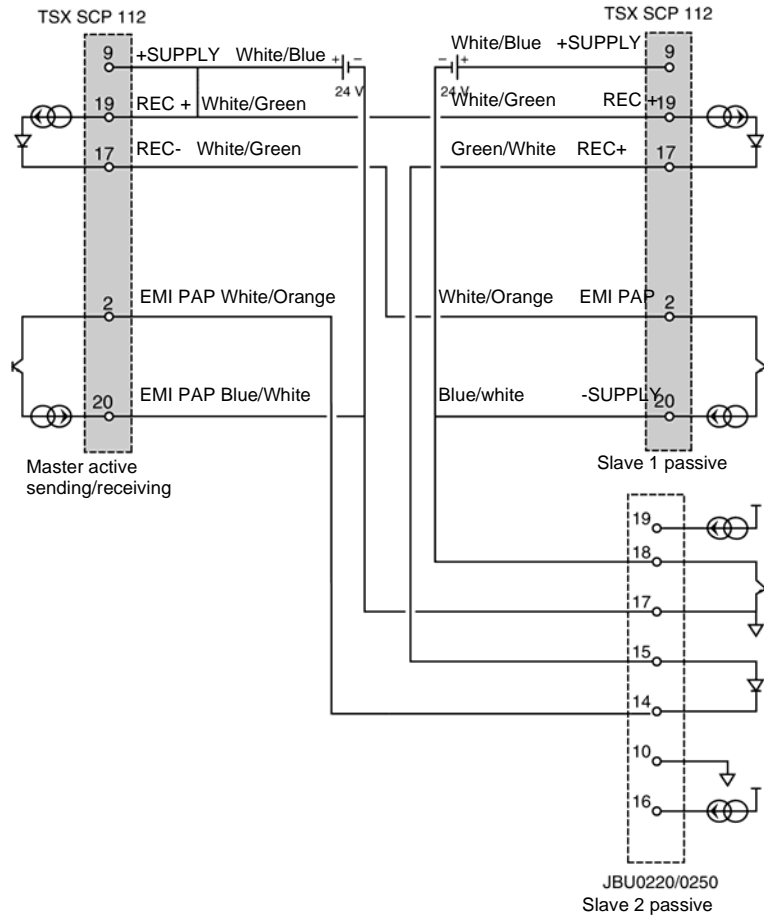 TSX SCP 112
TSX SCP 112
9 +SUPPLY White/Blue + − 24 V
− + 24 V White/Blue +SUPPLY 9
19 REC + White/Green
White/Green REC + 19
17 REC- White/Green
Green/White REC+ 17
2 EMI PAP White/Orange
White/Orange EMI PAP 2
20 EMI PAP Blue/White
Blue/white -SUPPLY 20
Master active
sending/receiving
Slave 1 passive
19
18
17
15
14
10
16
JBU0220/0250
Slave 2 passive